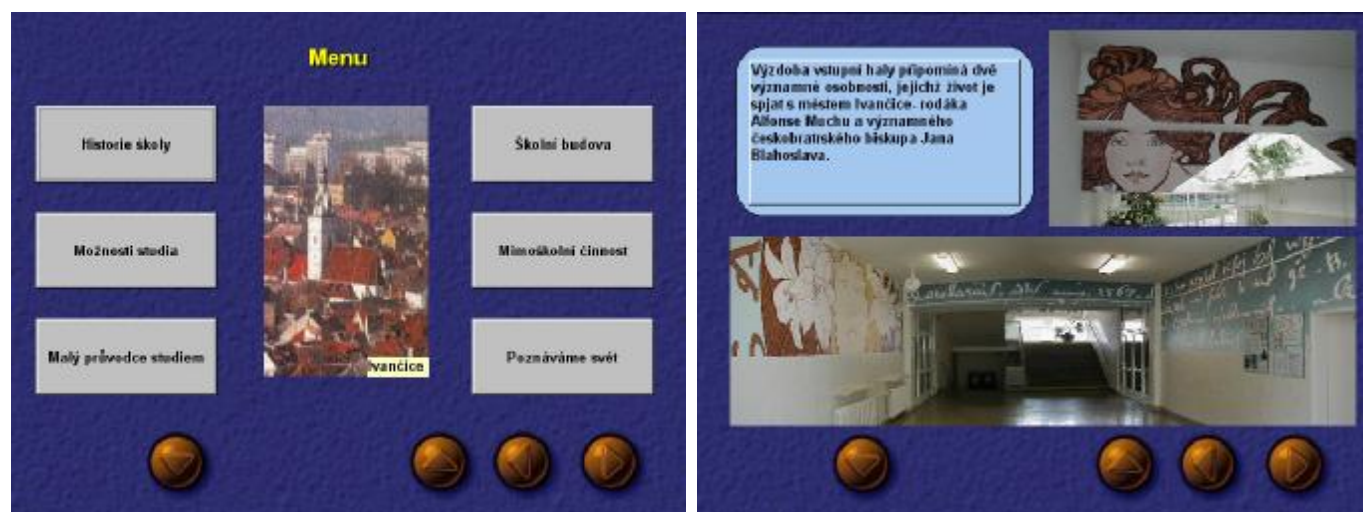 Menu
Historie školy
Školní budova
Možnosti studia
Mimoškolní činnost
Malý průvodce studiem
Poznáváme svět
Ivančice
Výzdoba vstupní haly připomíná dvě
významné osobnosti, jejichž život je
spjat s městem Ivančice- rodáka
Alfonse Muchu a významného
českobratrského biskupa Jana
Blahoslava.